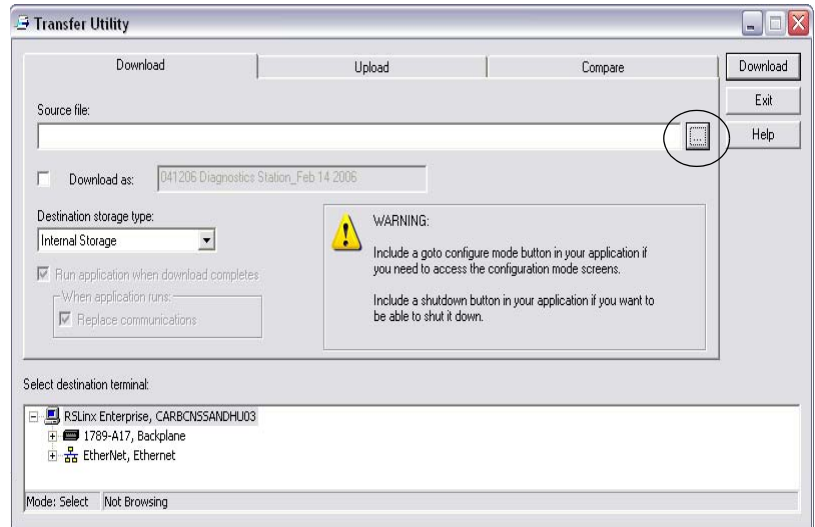 Transfer Utility
Download
Upload
Compare
Download
Exit
Help
Source file:
...
Download as:
041206 Diagnostics Station_Feb 14 2006
Destination storage type:
Internal Storage
Run application when download completes
When application runs:
Replace communications
WARNING:
Include a goto configure mode button in your application if
you need to access the configuration mode screens.
Include a shutdown button in your application if you want to
be able to shut it down.
Select destination terminal:
RSLinx Enterprise, CARBCNSSANDHU03
1789-A17, Backplane
EtherNet, Ethernet
Mode: Select
Not Browsing